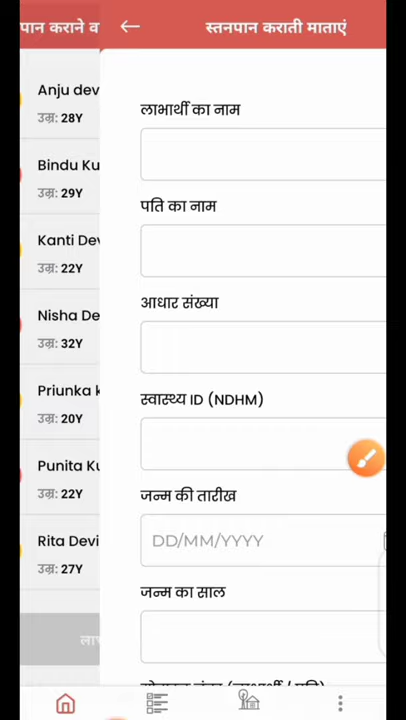 पान कराने व
स्तनपान कराती माताएं
Anju dev
उम्र: 28Y
Bindu Ku
उम्र: 29Y
Kanti Dev
उम्र: 22Y
Nisha De
उम्र: 32Y
Priunka k
उम्र: 20Y
Punita Ku
उम्र: 22Y
Rita Devi
उम्र: 27Y
लाभार्थी का नाम
पति का नाम
आधार संख्या
स्वास्थ्य ID (NDHM)
जन्म की तारीख
DD/MM/YYYY
जन्म का साल